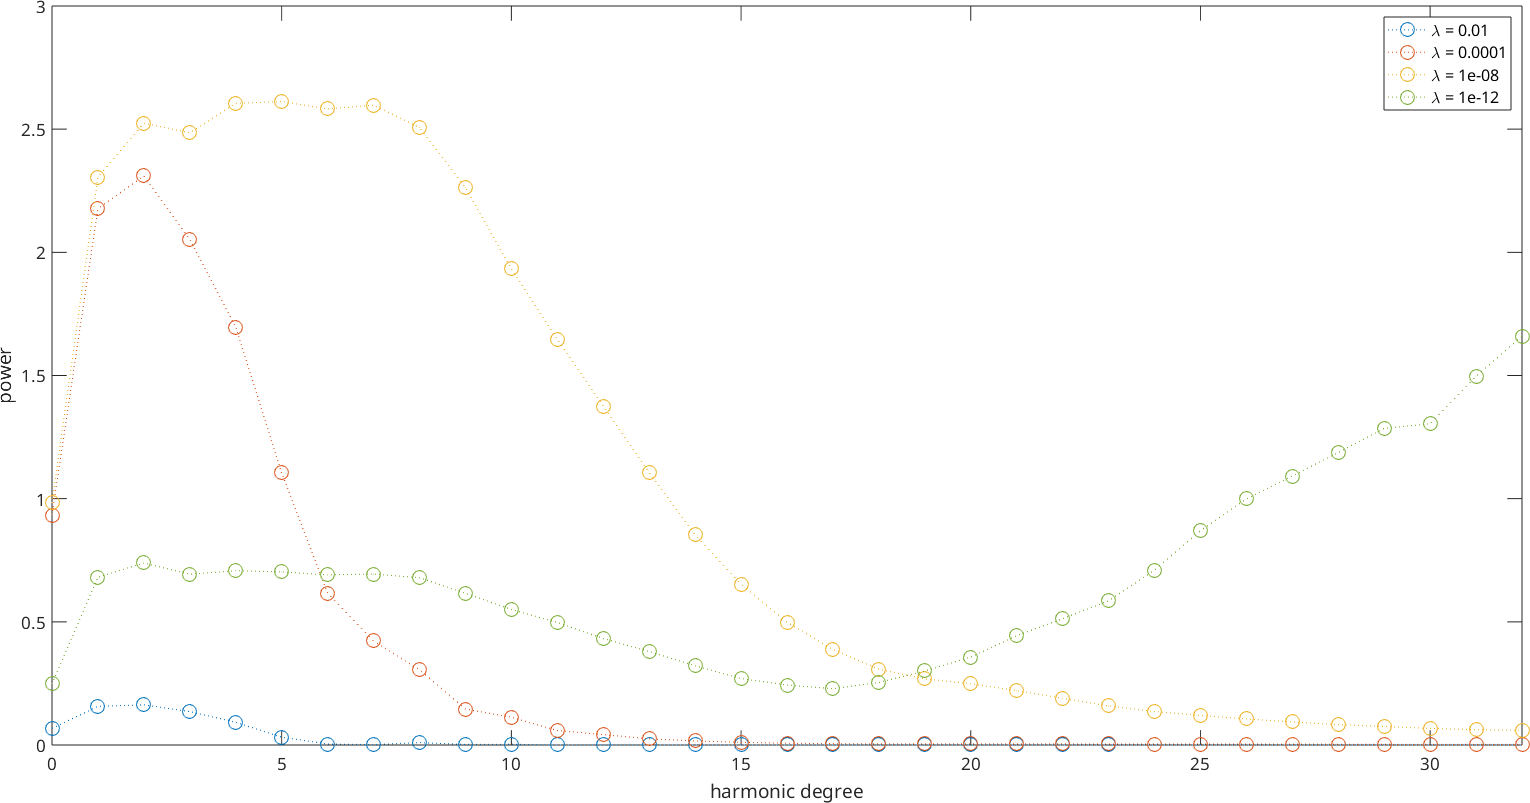 3
2.5
2
1.5
1
0.5
0
0 5 10 15 20 25 30
power
harmonic degree
λ = 0.01
λ = 0.0001
λ = 1e-08
λ = 1e-12